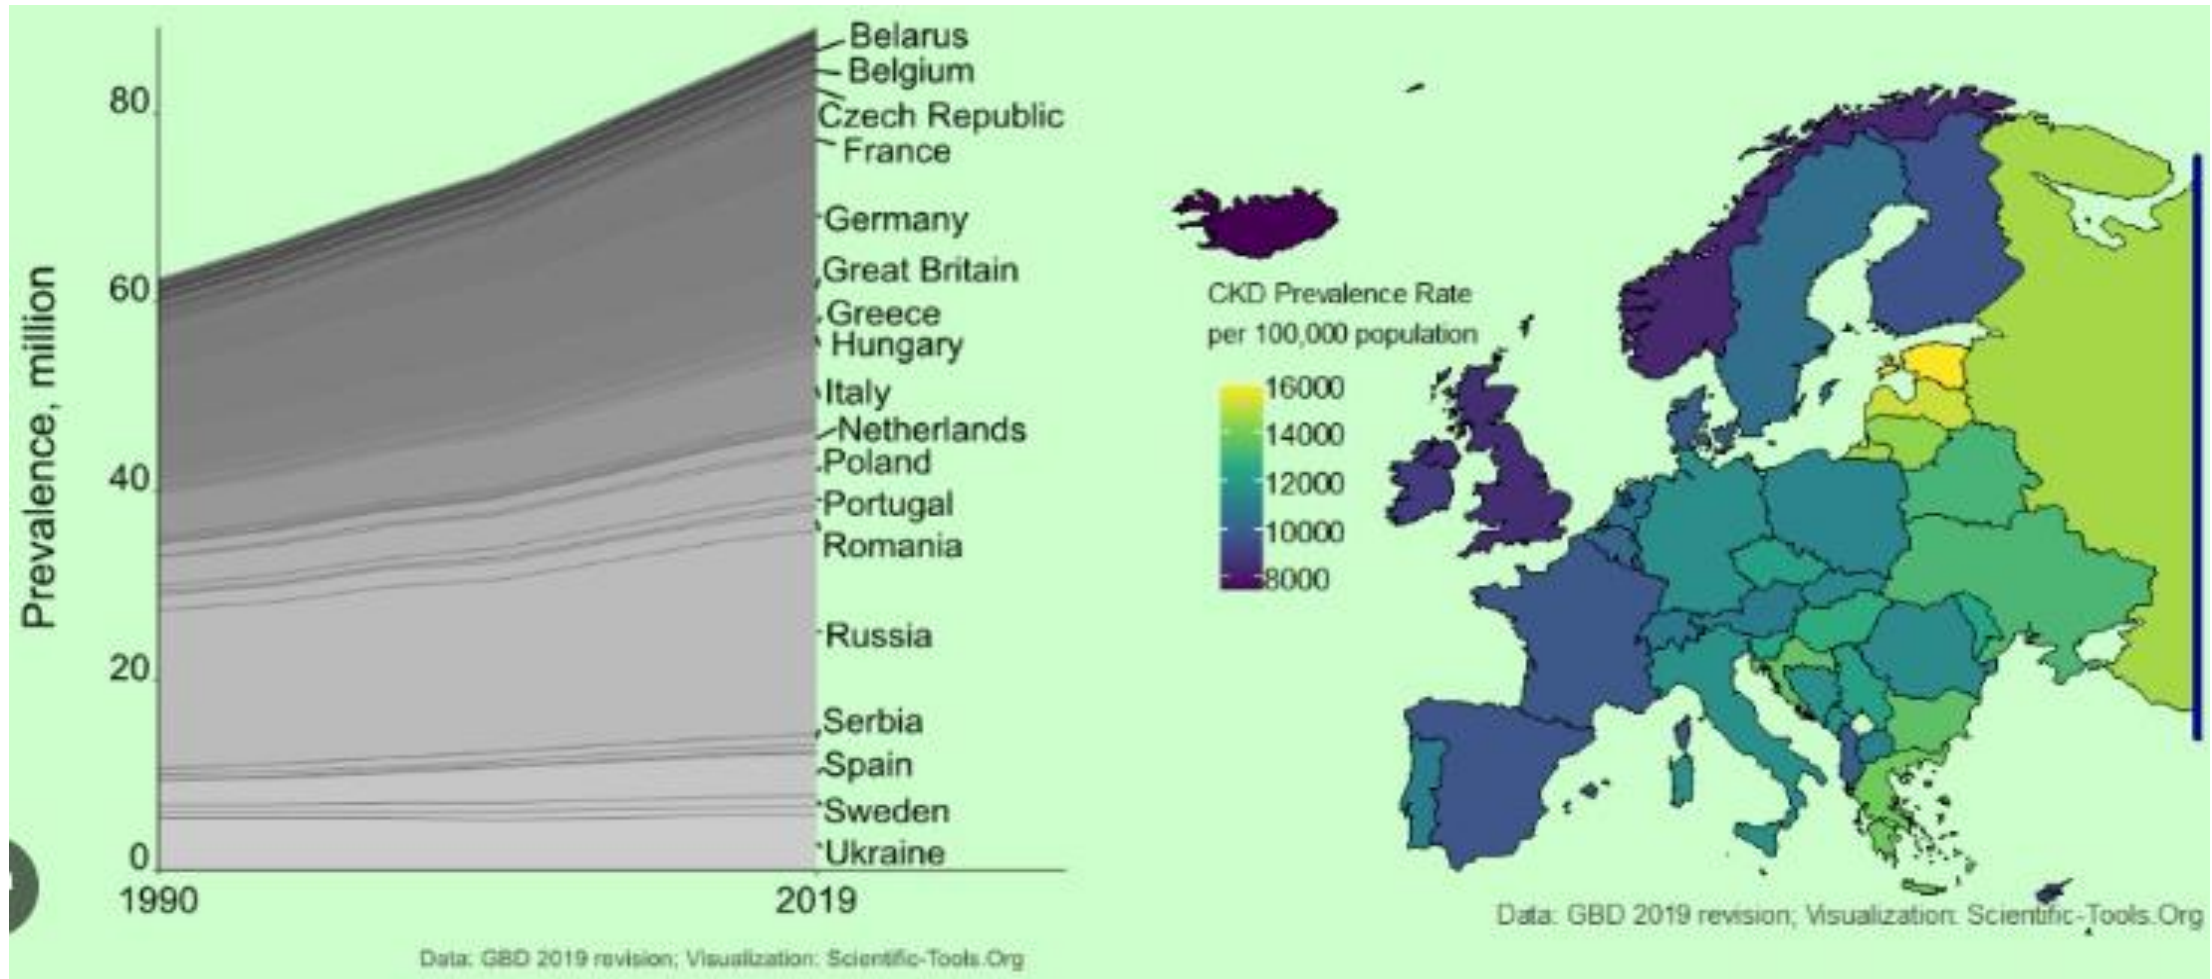 Prevalence, million
80
60
40
20
0
1990
2019
Belarus
Belgium
Czech Republic
France
Germany
Great Britain
Greece
Hungary
Italy
Netherlands
Poland
Portugal
Romania
Russia
Serbia
Spain
Sweden
Ukraine
Data: GBD 2019 revision; Visualization: Scientific-Tools.Org
CKD Prevalence Rate
per 100,000 population
16000
14000
12000
10000
8000
Data: GBD 2019 revision; Visualization: Scientific-Tools.Org